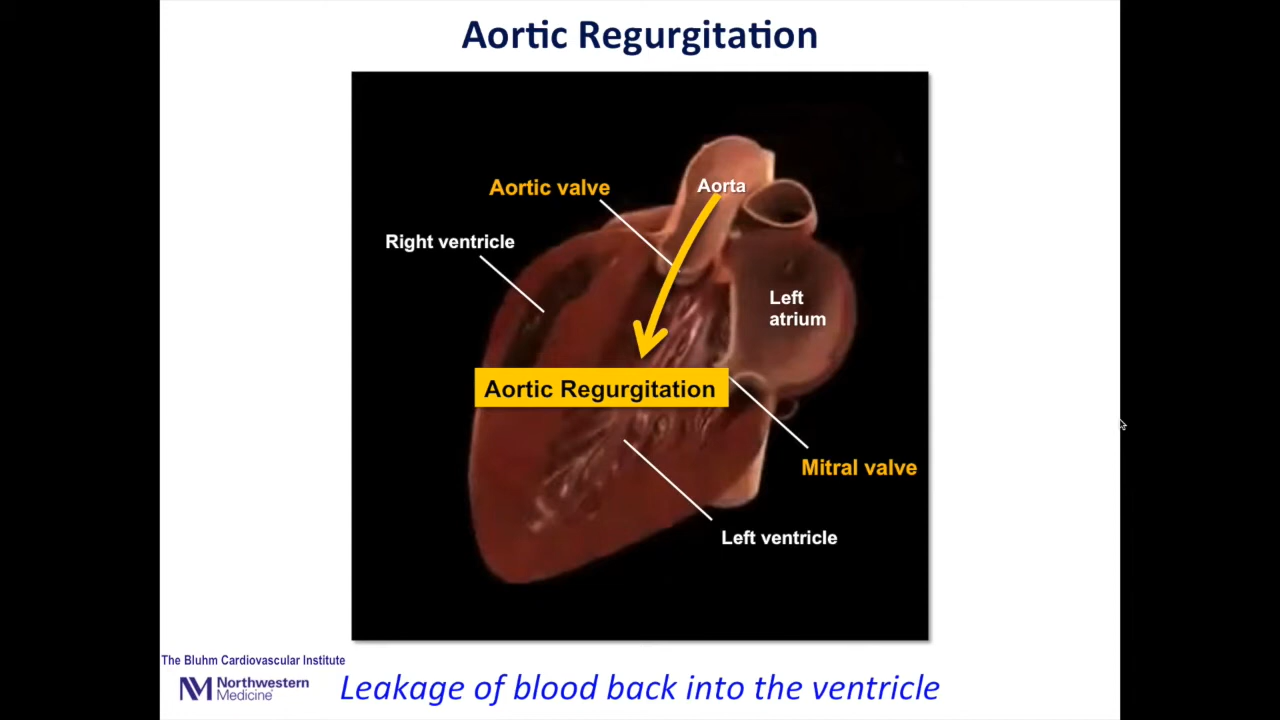 Aortic Regurgitation
Aortic valve
Aorta
Right ventricle
Left
atrium
Aortic Regurgitation
Mitral valve
Left ventricle
The Bluhm Cardiovascular Institute
NM Northwestern
Medicine
Leakage of blood back into the ventricle